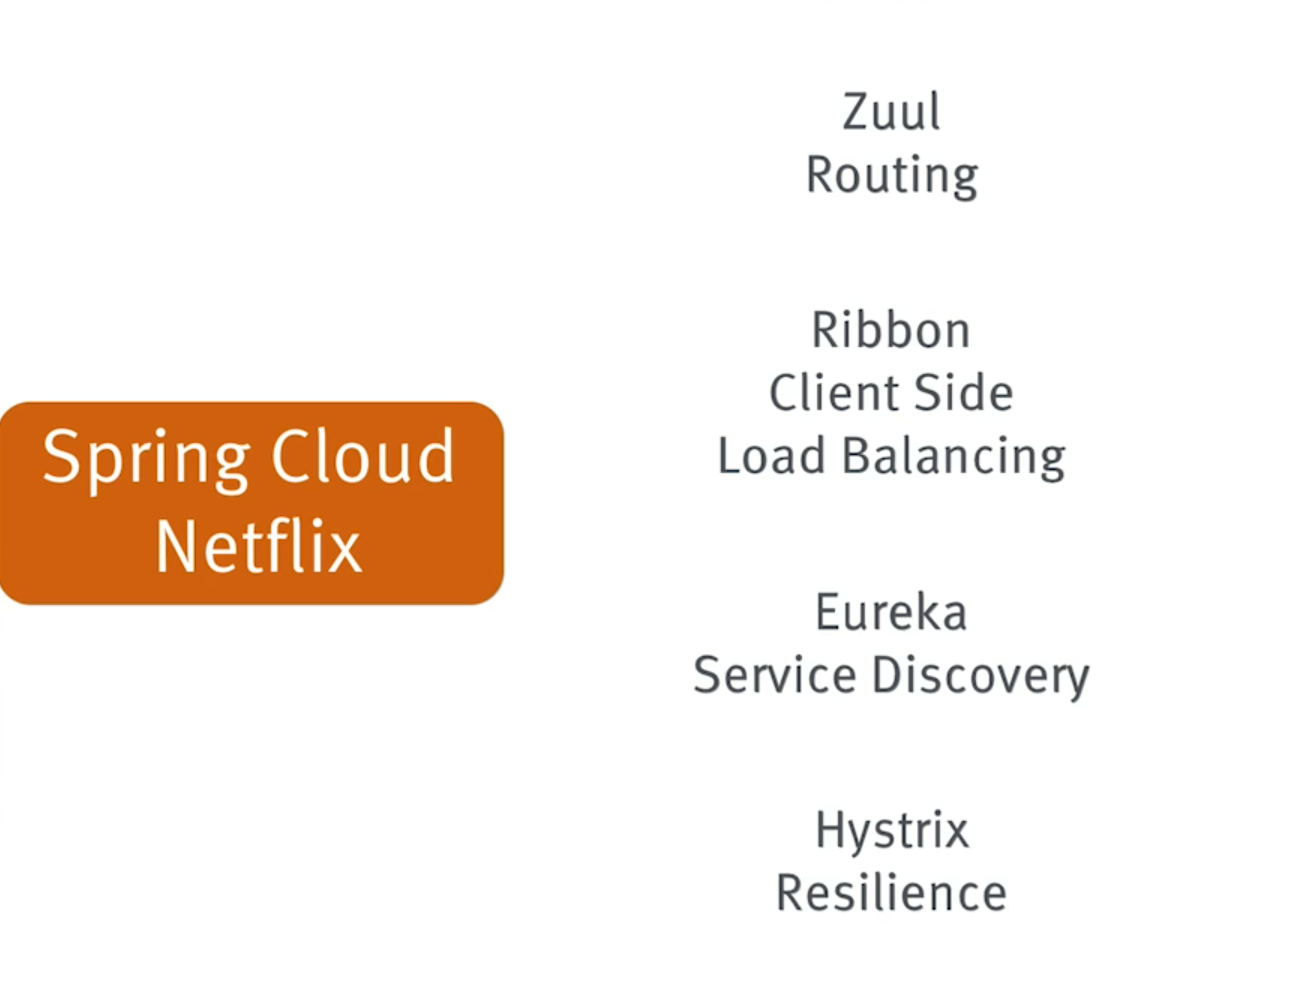 Spring Cloud
Netflix
Zuul
Routing
Ribbon
Client Side
Load Balancing
Eureka
Service Discovery
Hystrix
Resilience